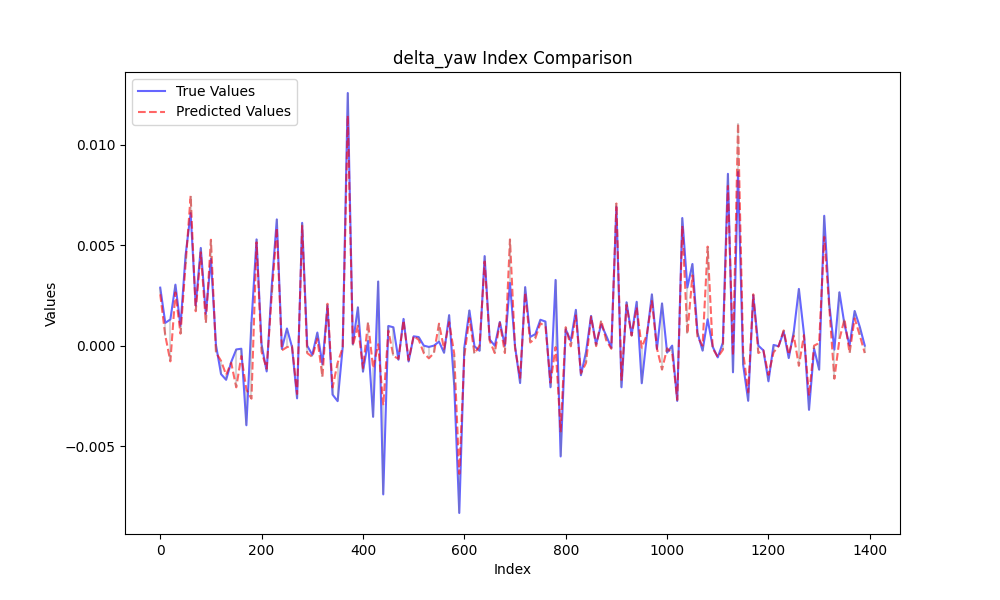 delta_yaw Index Comparison
True Values
Predicted Values
Values
0.010
0.005
0.000
−0.005
0
200
400
600
800
1000
1200
1400
Index